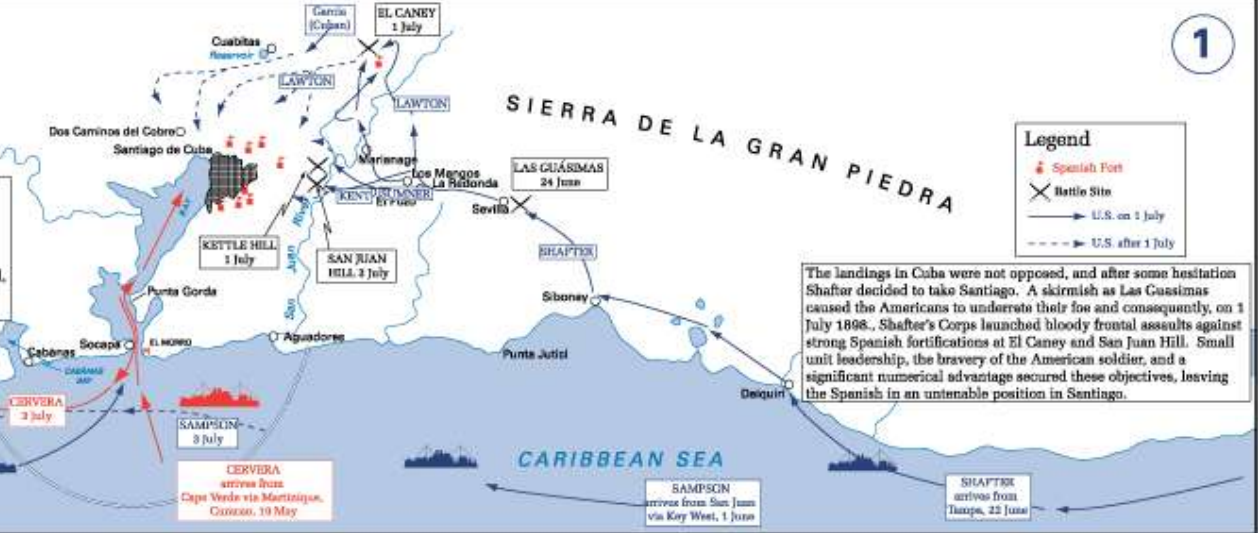 García
(Cuban)
EL CANEY
1 July
1
Cuabitas
Reservoir
LAWTON
LAWTON
SIERRA DE LA GRAN PIEDRA
Dos Caminos del Cobre
Santiago de Cuba
Marianage
Los Mangos
La Redonda
LAS GUÁSIMAS
24 June
KENT
SUMNER
El Pozo
Sevilla
BAY
KETTLE HILL
1 July
SAN JUAN
HILL 2 July
San Juan River
SHAFTER
Legend
Spanish Fort
Battle Site
U.S. on 1 July
U.S. after 1 July
The landings in Cuba were not opposed, and after some hesitation
Shafter decided to take Santiago. A skirmish as Las Guasimas
caused the Americans to underrate their foe and consequently, on 1
July 1898., Shafter's Corps launched bloody frontal assaults against
strong Spanish fortifications at El Caney and San Juan Hill. Small
unit leadership, the bravery of the American soldier, and a
significant numerical advantage secured these objectives, leaving
the Spanish in an untenable position in Santiago.
Punta Gorda
Siboney
Socapa
EL MORRO
Aguadores
Cabanas
CABANAS
BAY
Punta Jutici
Daiquiri
CERVERA
3 July
SAMPSON
3 July
CARIBBEAN SEA
CERVERA
arrives from
Cape Verde via Martinique,
Curacao, 19 May
SAMPSON
arrives from San Juan
via Key West, 1 June
SHAFTER
arrives from
Tampa, 22 June